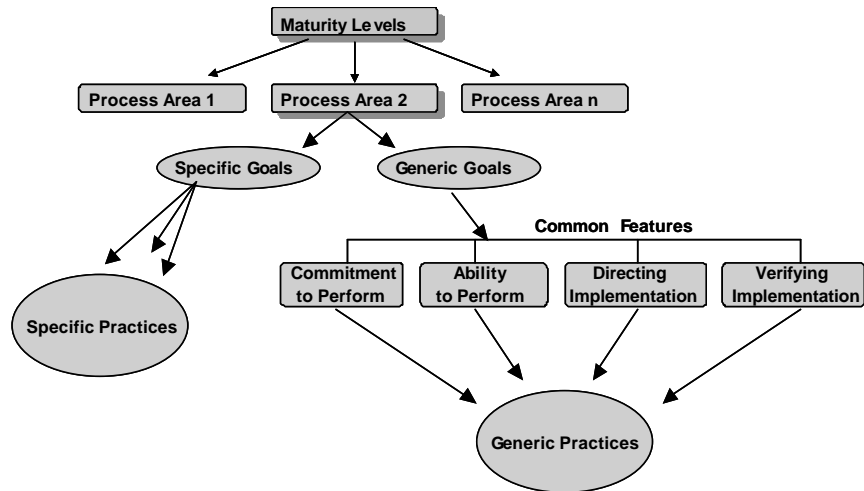 Maturity Levels
Process Area 1
Process Area 2
Process Area n
Specific Goals
Generic Goals
Common Features
Commitment
to Perform
Ability
to Perform
Directing
Implementation
Verifying
Implementation
Specific Practices
Generic Practices